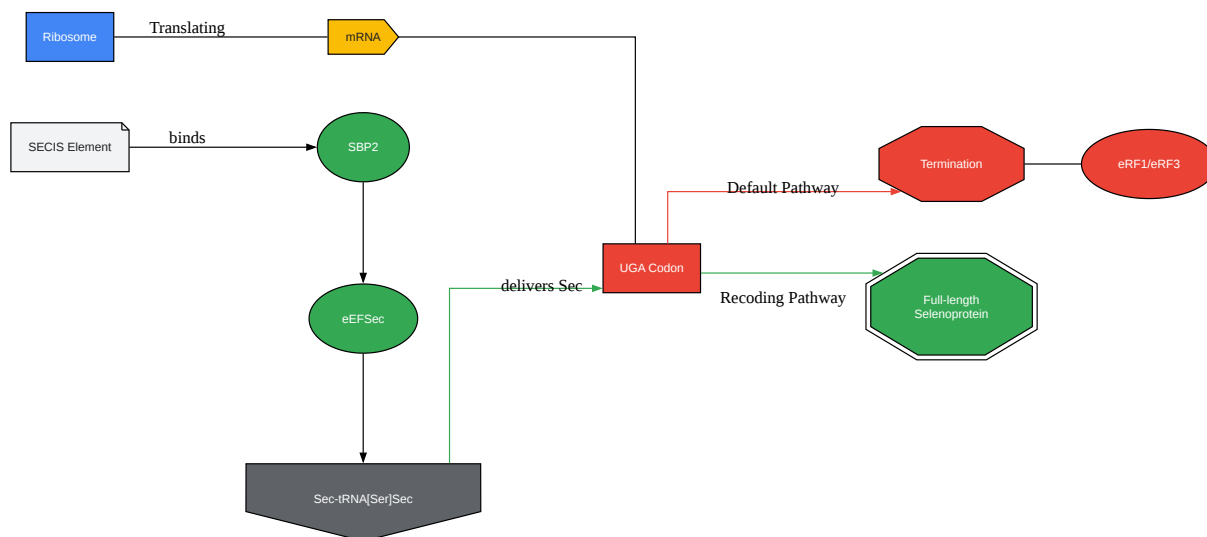 Ribosome
Translating
mRNA
SECIS Element
binds
SBP2
Termination
eRF1/eRF3
Default Pathway
UGA Codon
delivers Sec
Recoding Pathway
Full-length
Selenoprotein
eEFSec
Sec-tRNA[Ser]Sec